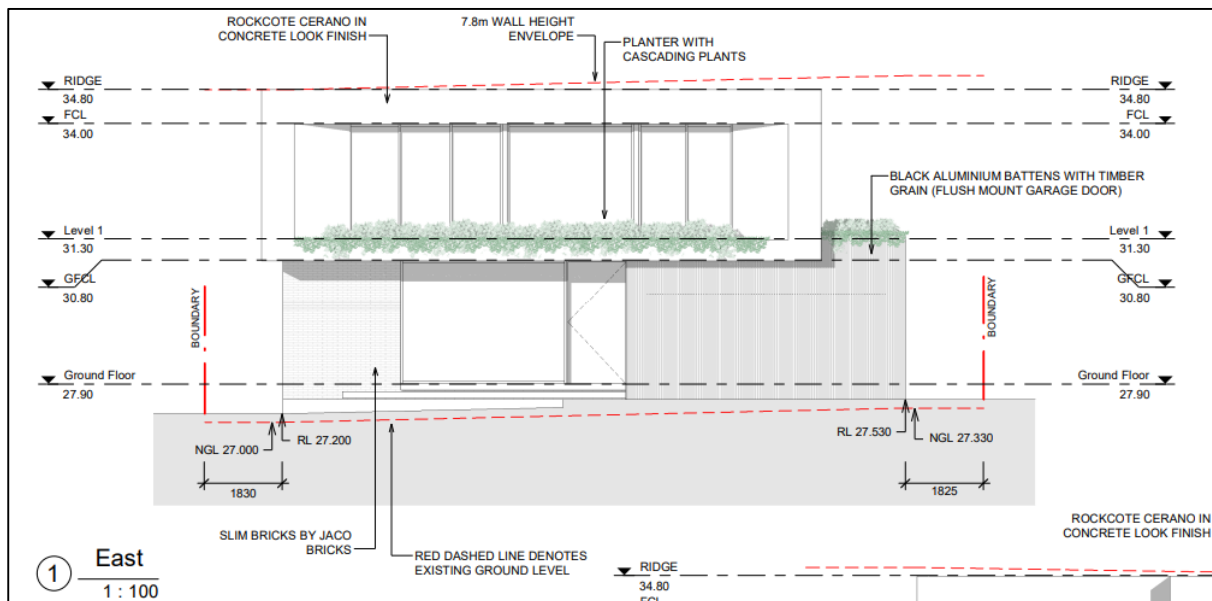 ROCKCOTE CERANO IN
CONCRETE LOOK FINISH
7.8m WALL HEIGHT
ENVELOPE
PLANTER WITH
CASCADING PLANTS
RIDGE
34.80
FCL
34.00
RIDGE
34.80
FCL
34.00
BLACK ALUMINIUM BATTENS WITH TIMBER
GRAIN (FLUSH MOUNT GARAGE DOOR)
Level 1
31.30
GFCL
30.80
Level 1
31.30
GFCL
30.80
BOUNDARY
BOUNDARY
Ground Floor
27.90
Ground Floor
27.90
RL 27.200
NGL 27.000
RL 27.530
NGL 27.330
1830
1825
SLIM BRICKS BY JACO
BRICKS
RED DASHED LINE DENOTES
EXISTING GROUND LEVEL
ROCKCOTE CERANO IN
CONCRETE LOOK FINISH
1
East
1 : 100
RIDGE
34.80
FCL